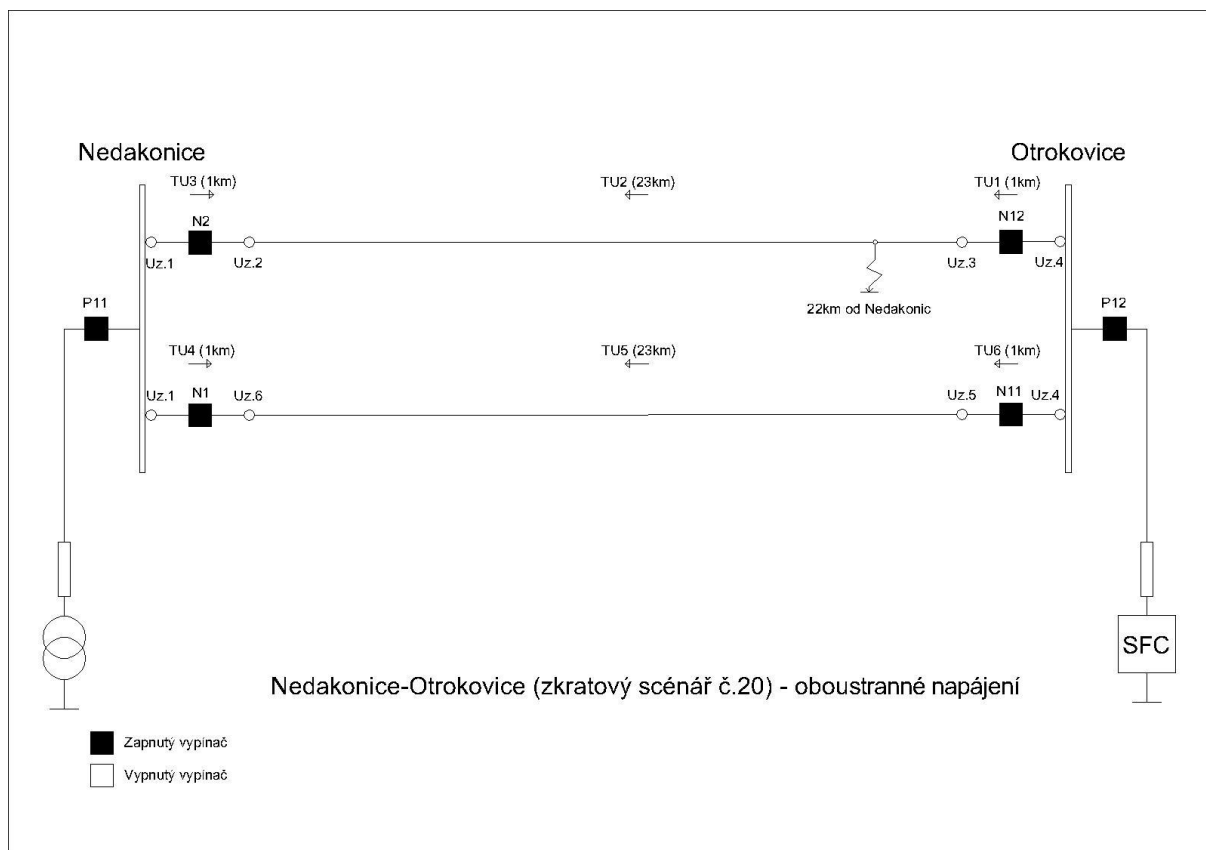 Nedakonice
Otrokovice
TU3 (1km)
TU2 (23km)
TU1 (1km)
N2
N12
Uz.1
Uz.2
Uz.3
Uz.4
22km od Nedakonic
P11
P12
TU4 (1km)
TU5 (23km)
TU6 (1km)
Uz.1
N1
Uz.6
Uz.5
N11
Uz.4
SFC
Nedakonice-Otrokovice (zkratový scénář č.20) - oboustranné napájení
Zapnutý vypínač
Vypnutý vypínač